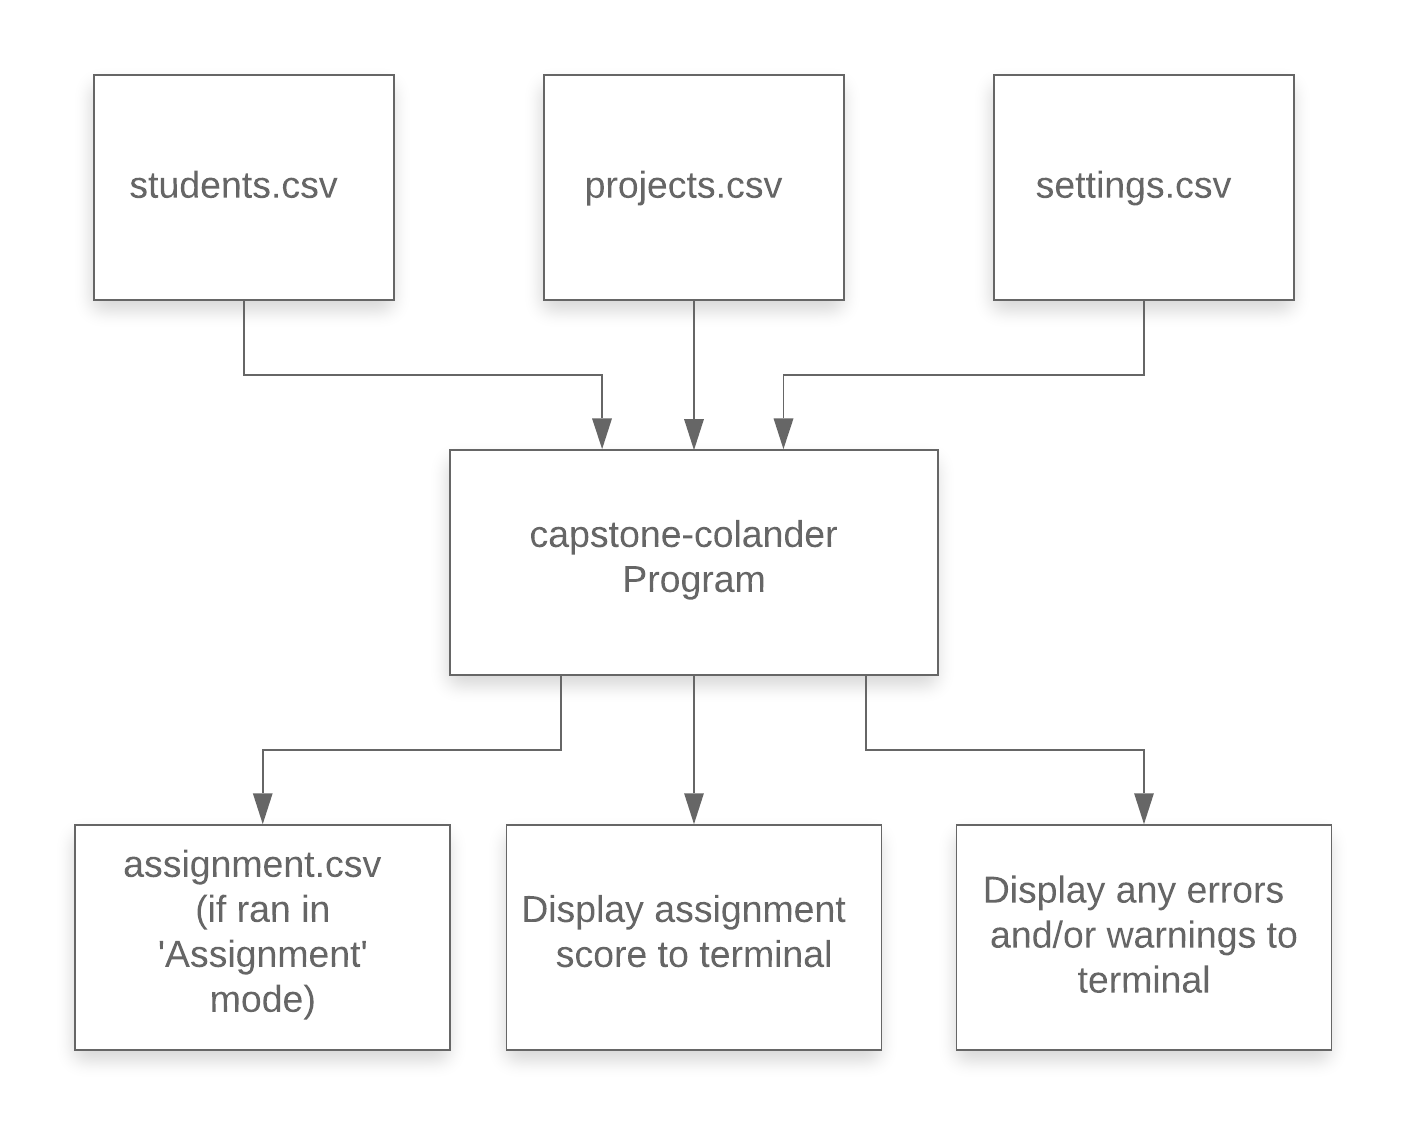 students.csv
projects.csv
settings.csv
capstone-colander
Program
assignment.csv
(if ran in
'Assignment'
mode)
Display assignment
score to terminal
Display any errors
and/or warnings to
terminal